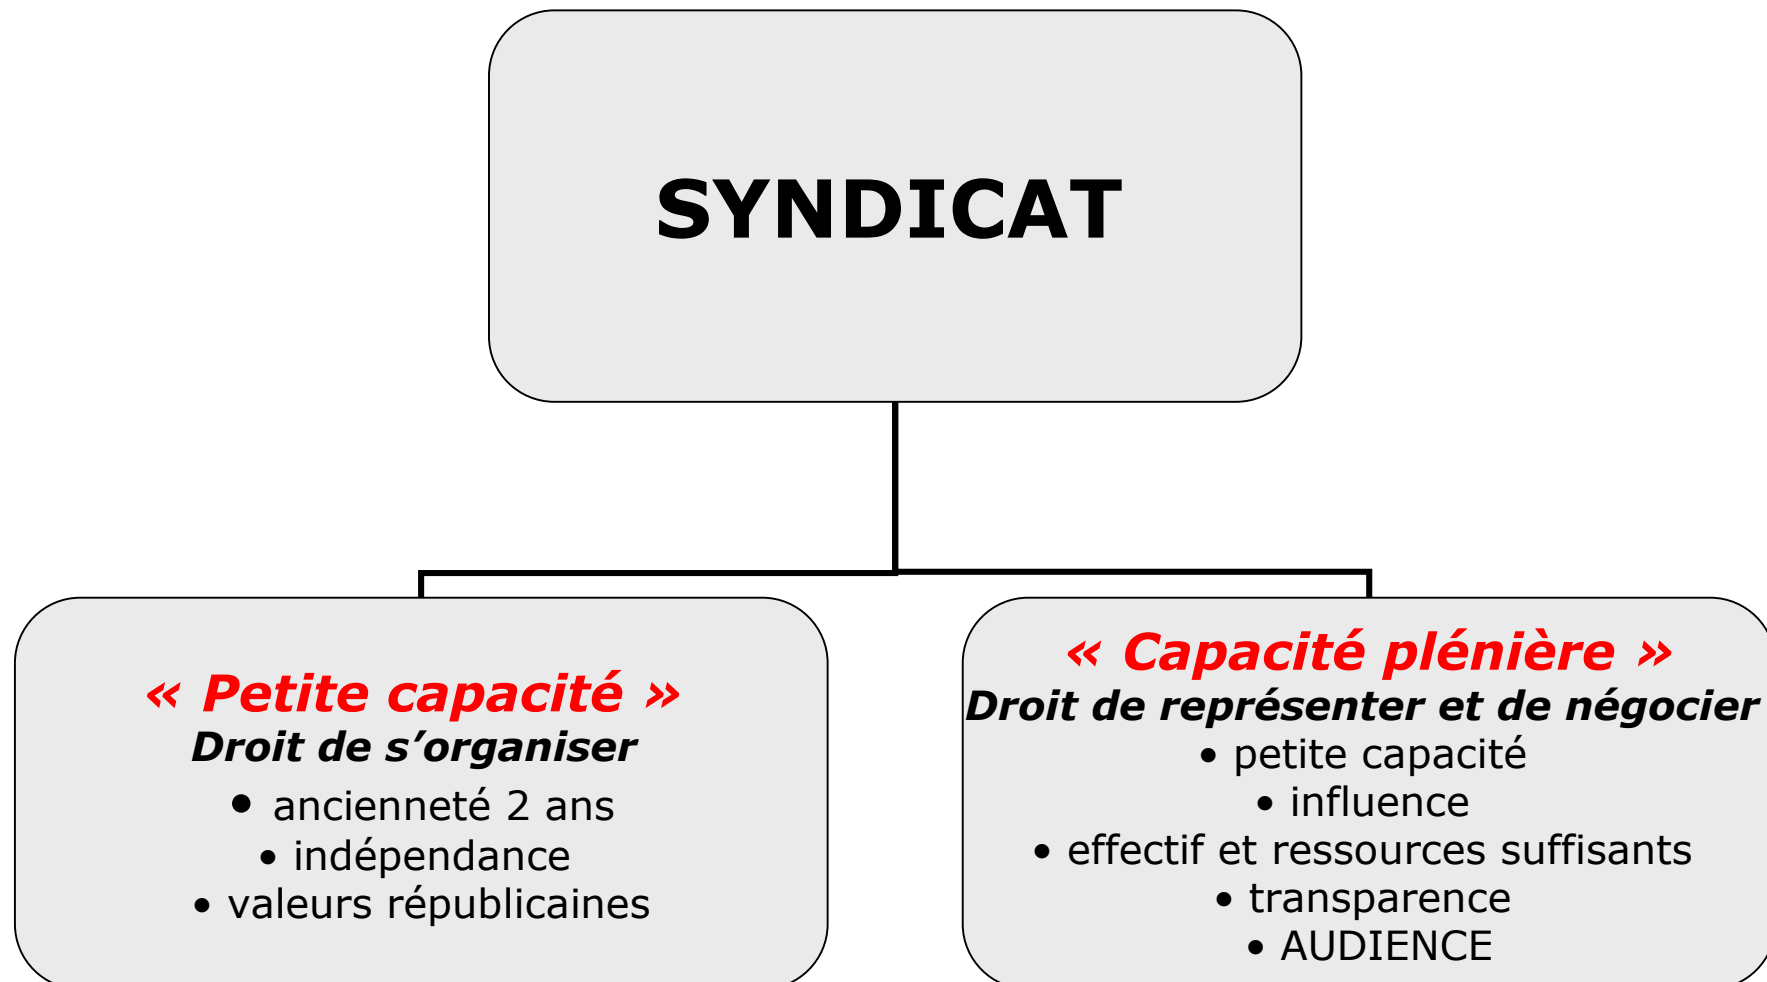 SYNDICAT
« Petite capacité »
Droit de s’organiser
• ancienneté 2 ans
• indépendance
• valeurs républicaines
« Capacité plénière »
Droit de représenter et de négocier
• petite capacité
• influence
• effectif et ressources suffisants
• transparence
• AUDIENCE